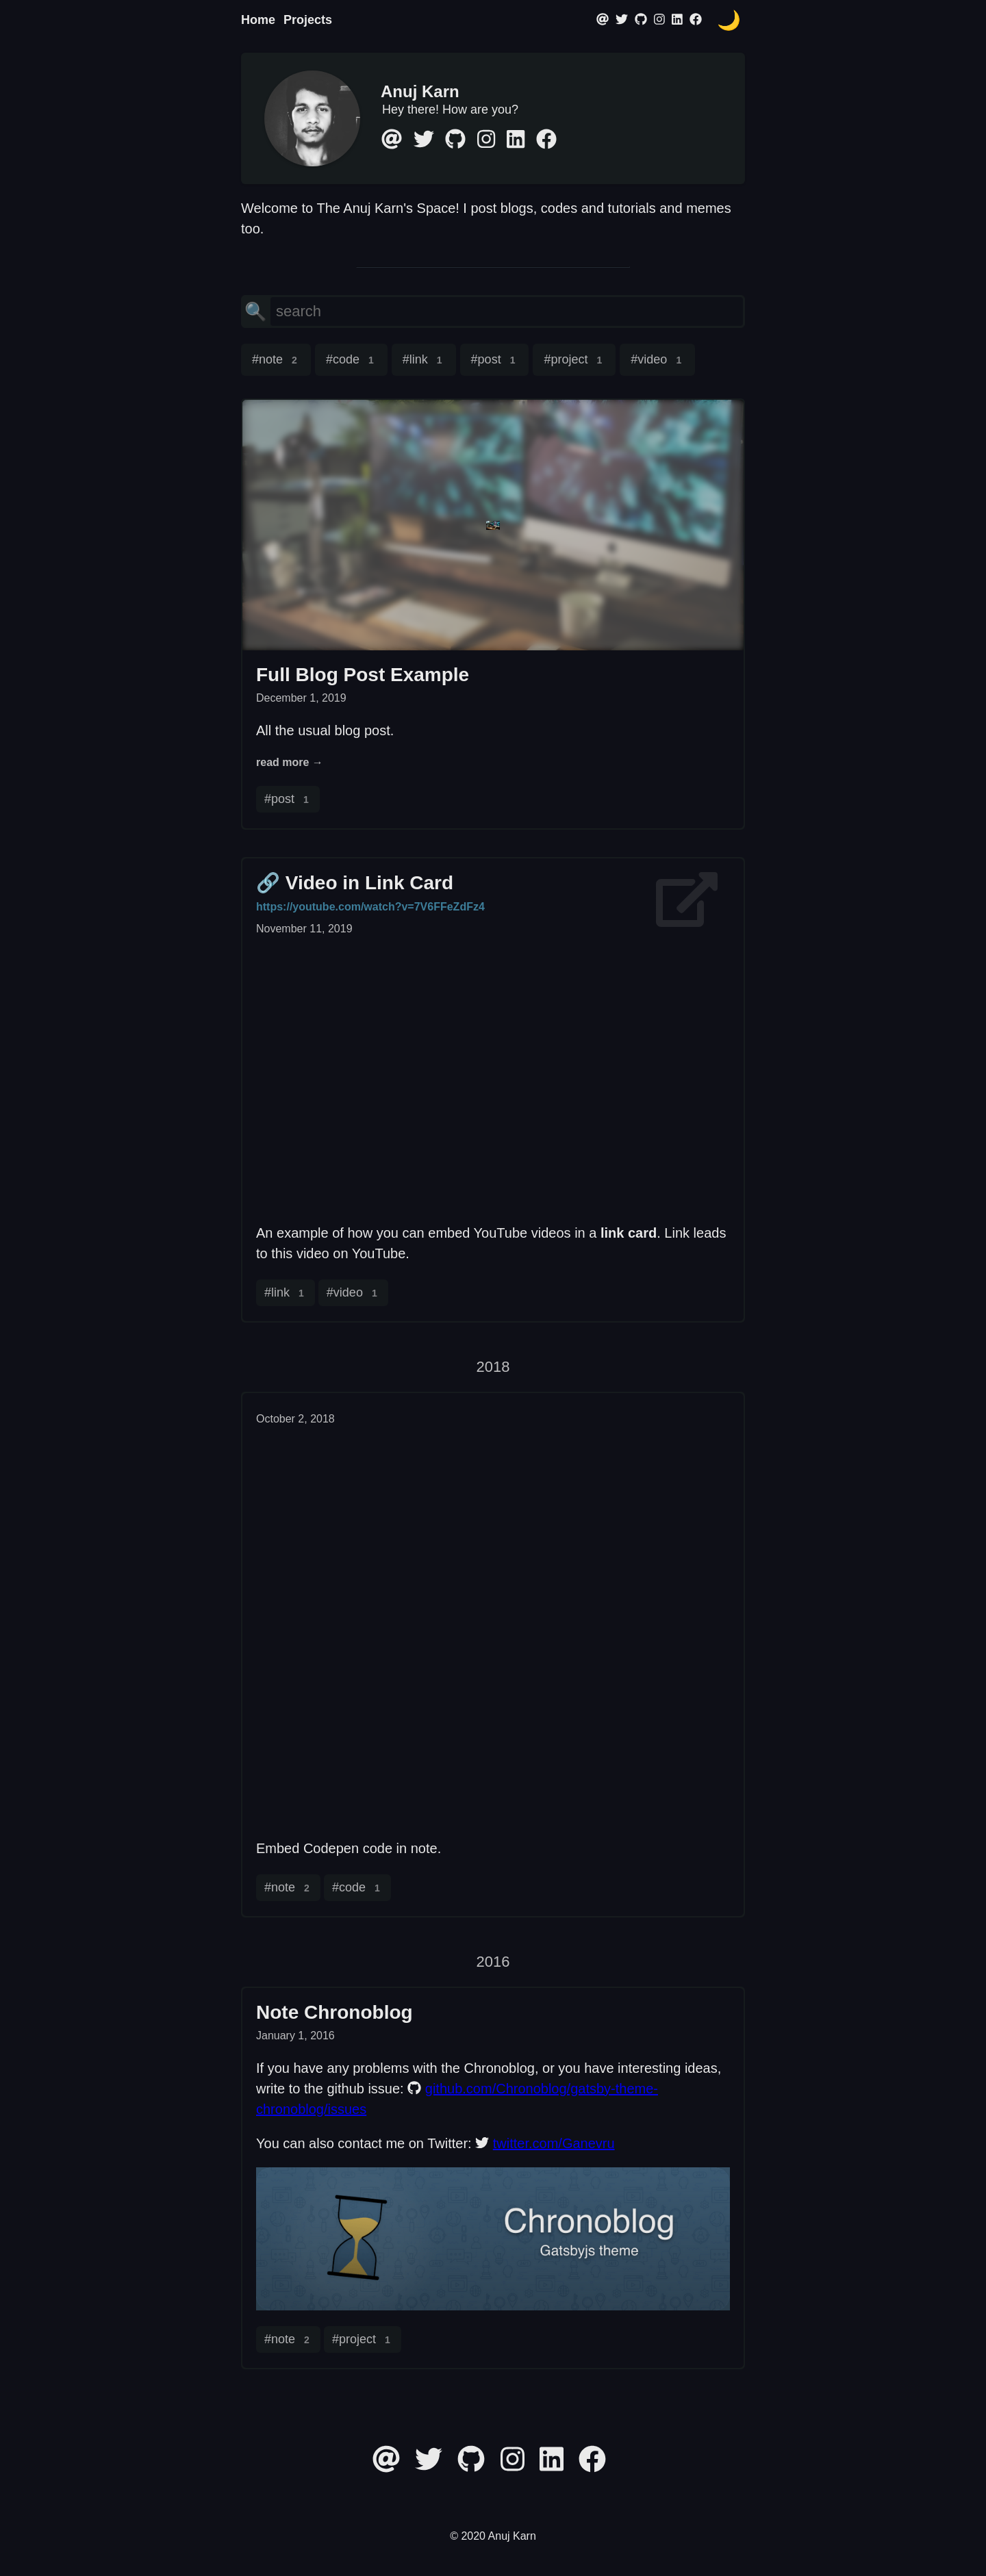 Home Projects
Anuj Karn
Hey there! How are you?
Welcome to The Anuj Karn's Space! I post blogs, codes and tutorials and memes
too.
search
#note 2 #code 1 #link 1 #post 1 #project 1 #video 1
Full Blog Post Example
December 1, 2019
All the usual blog post.
read more →
#post 1
Video in Link Card
https://youtube.com/watch?v=7V6FFeZdFz4
November 11, 2019
An example of how you can embed YouTube videos in a link card. Link leads
to this video on YouTube.
#link 1 #video 1
2018
October 2, 2018
Embed Codepen code in note.
#note 2 #code 1
2016
Note Chronoblog
January 1, 2016
If you have any problems with the Chronoblog, or you have interesting ideas,
write to the github issue: github.com/Chronoblog/gatsby-theme-
chronoblog/issues
You can also contact me on Twitter: twitter.com/Ganevru
Chronoblog
Gatsbyjs theme
#note 2 #project 1
© 2020 Anuj Karn